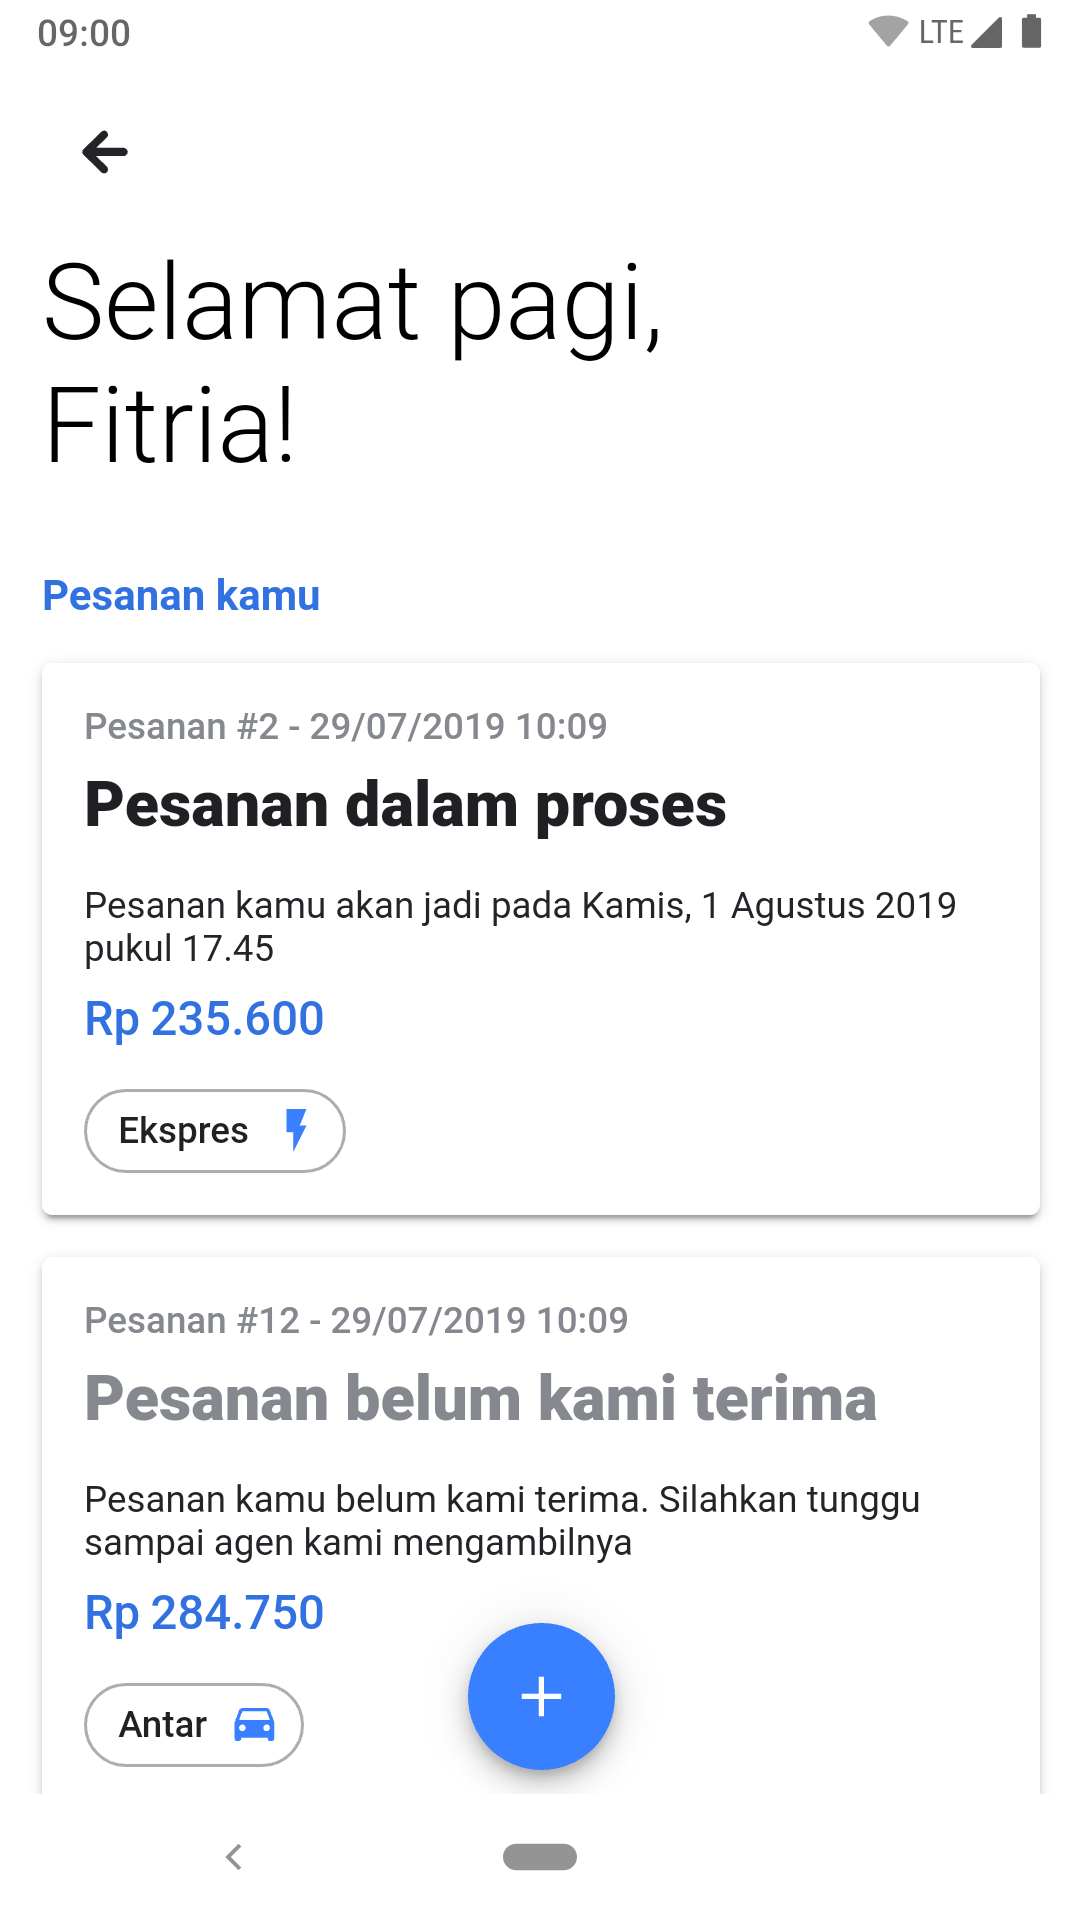 09:00
LTE
Selamat pagi,
Fitria!
Pesanan kamu
Pesanan #2 - 29/07/2019 10:09
Pesanan dalam proses
Pesanan kamu akan jadi pada Kamis, 1 Agustus 2019
pukul 17.45
Rp 235.600
Ekspres
Pesanan #12 - 29/07/2019 10:09
Pesanan belum kami terima
Pesanan kamu belum kami terima. Silahkan tunggu
sampai agen kami mengambilnya
Rp 284.750
Antar